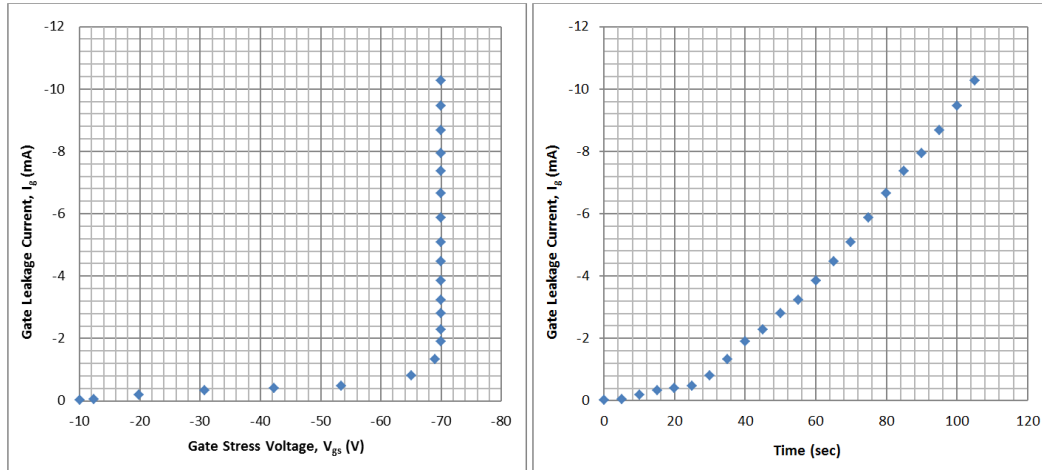 -12
-10
-8
-6
-4
-2
0
Gate Leakage Current, Ig (mA)
-10 -20 -30 -40 -50 -60 -70 -80
Gate Stress Voltage, Vgs (V)
-12
-10
-8
-6
-4
-2
0
Gate Leakage Current, Ig (mA)
0 20 40 60 80 100 120
Time (sec)